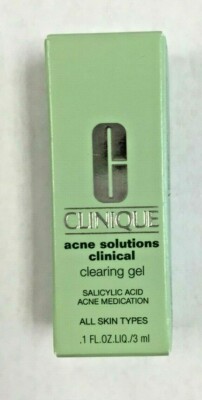 CLINIQUE
acne solutions
clinical
clearing gel
SALICYLIC ACID
ACNE MEDICATION
ALL SKIN TYPES
.1 FL.OZ.LIQ./3 ml